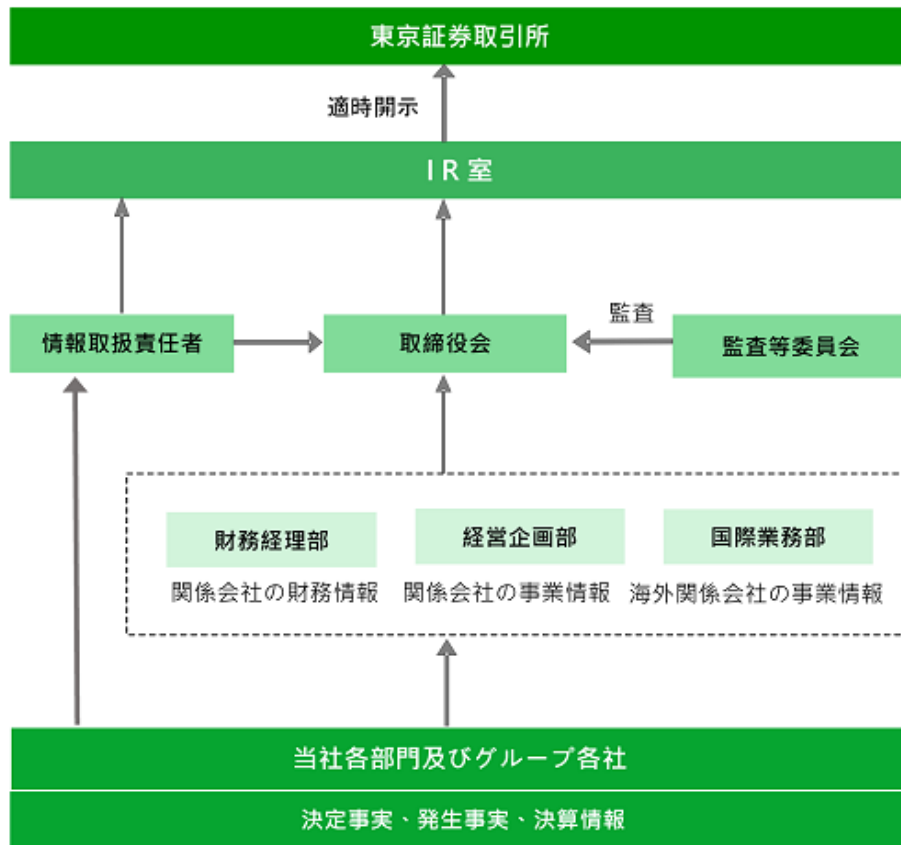 東京証券取引所
適時開示
IR室
監査
情報取扱責任者
取締役会
監査等委員会
財務経理部
経営企画部
国際業務部
関係会社の財務情報
関係会社の事業情報
海外関係会社の事業情報
当社各部門及びグループ各社
決定事実、発生事実、決算情報